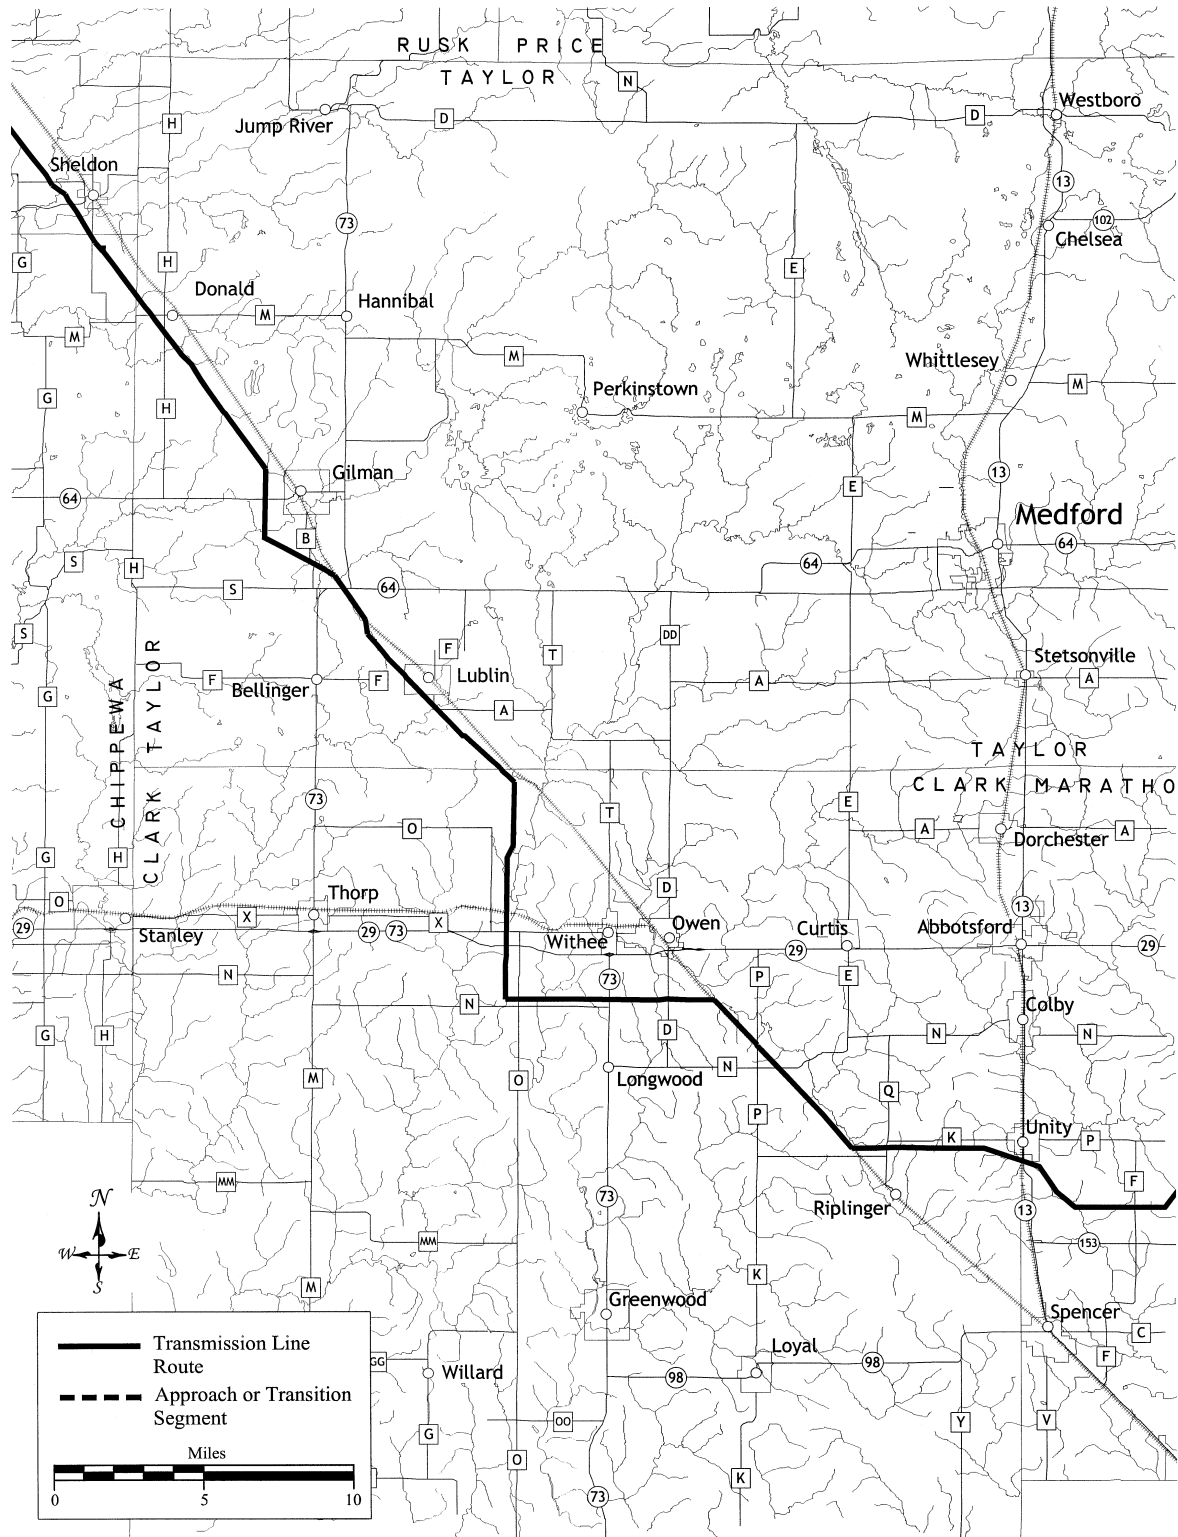 RUSK PRICE
TAYLOR
N
Westboro
H
Jump River
D
D
Sheldon
13
73
102
Chelsea
G
H
E
Donald
M
Hannibal
M
M
Whittlesey
M
G
H
Perkinstown
M
Gilman
13
64
E
B
Medford
S
H
64
64
S
64
S
DD
F
T
Stetsonville
F
Bellinger
F
Lublin
A
A
G
A
CHIPPEWA
CLARK TAYLOR
TAYLOR
CLARK MARATHO
73
T
E
O
A
Dorchester
A
G
H
O
Thorp
D
13
X
X
29
Stanley
29
73
Withee
Owen
Curtis
Abbotsford
29
29
N
73
P
E
N
Colby
G
H
D
N
N
M
O
Longwood
N
Q
P
K
Unity
P
MM
F
73
Riplinger
13
N
W E
S
MM
153
M
K
Greenwood
Spencer
Loyal
C
Transmission Line
Route
GG
Willard
98
98
F
Approach or Transition
Segment
OO
Y
V
G
Miles
O
K
0 5 10
73